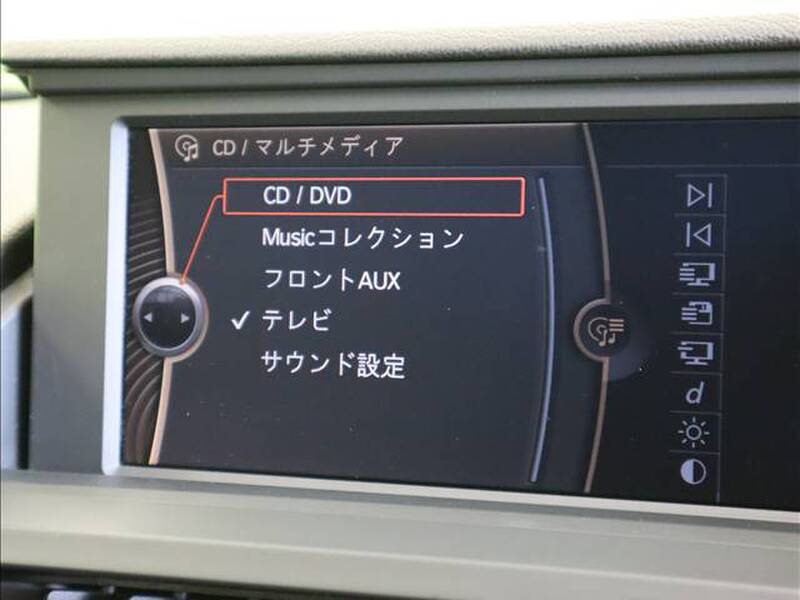 CD / マルチメディア
CD / DVD
Musicコレクション
フロントAUX
テレビ
サウンド設定
d